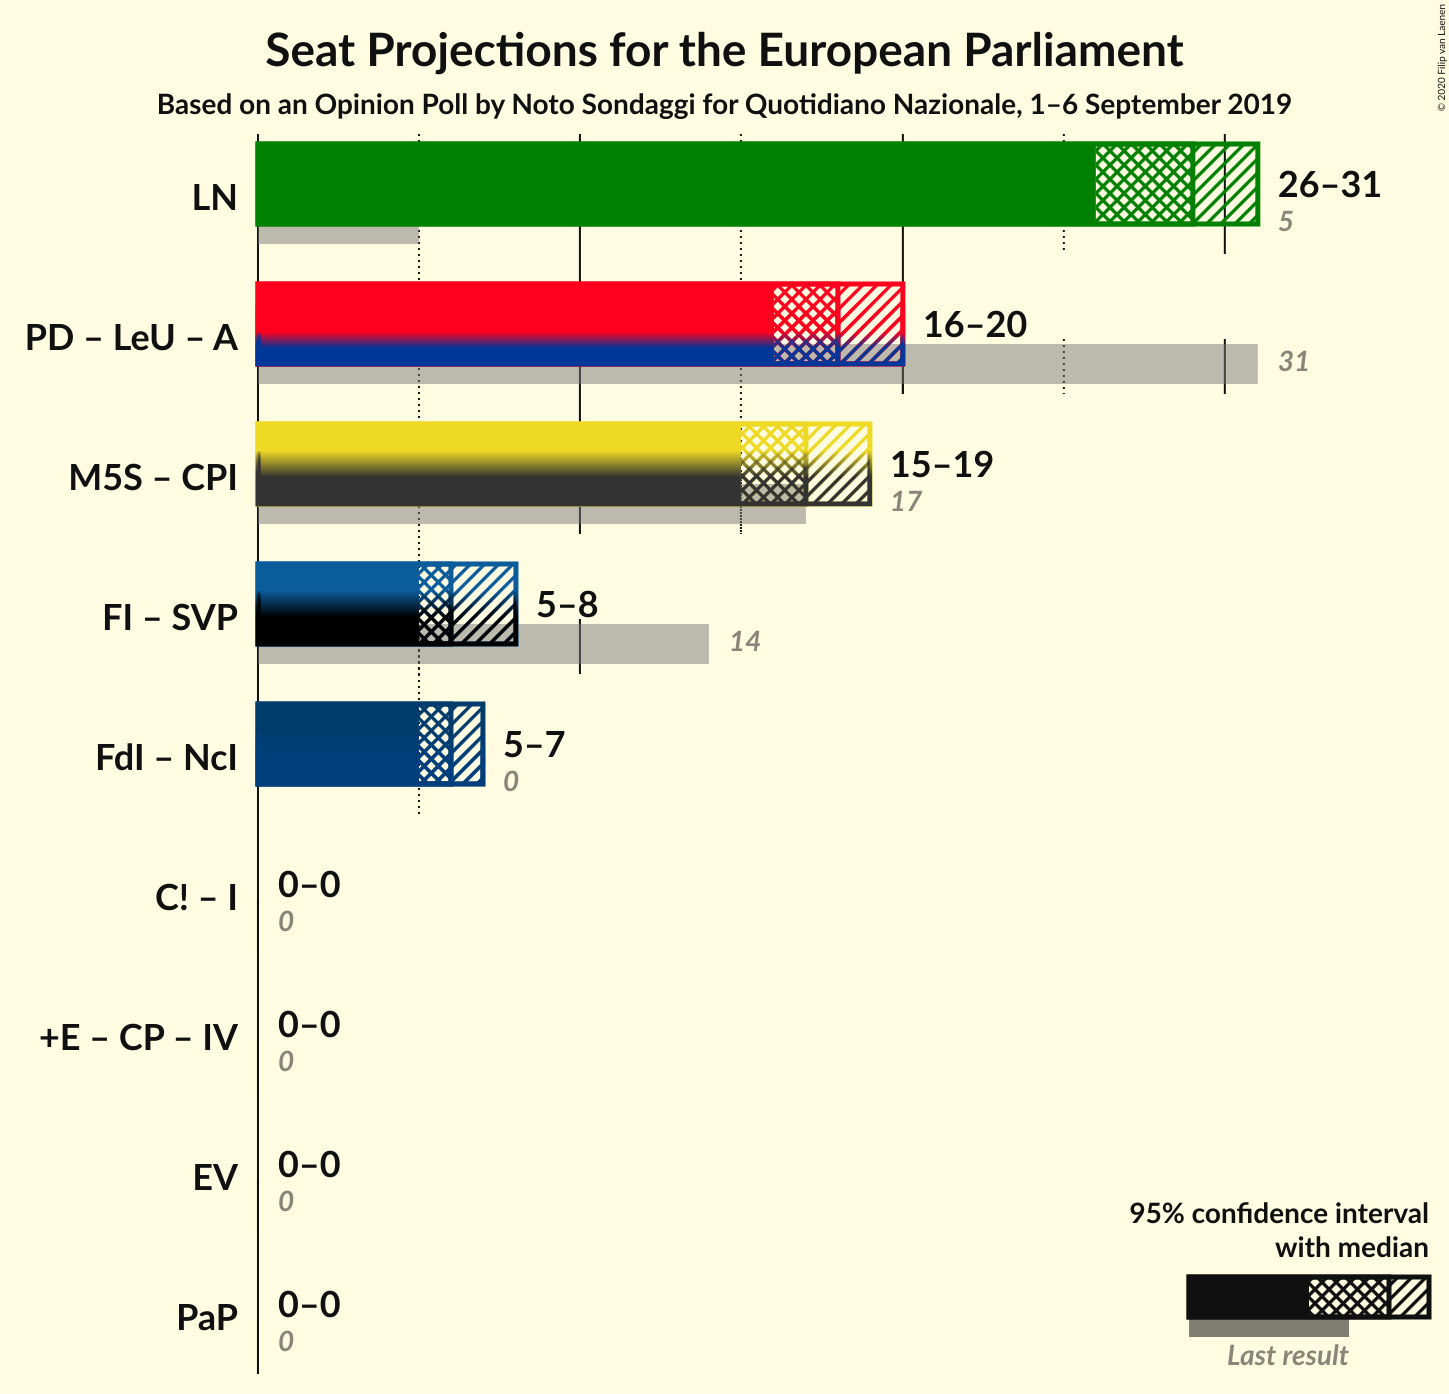 Seat Projections for the European Parliament
Based on an Opinion Poll by Noto Sondaggi for Quotidiano Nazionale, 1–6 September 2019
© 2020 Filip van Laenen
LN
26–31
5
PD – LeU – A
16–20
31
M5S – CPI
15–19
17
FI – SVP
5–8
14
FdI – NcI
5–7
0
C! – I
0–0
0
+E – CP – IV
0–0
0
EV
0–0
0
PaP
0–0
0
95% confidence interval
with median
Last result